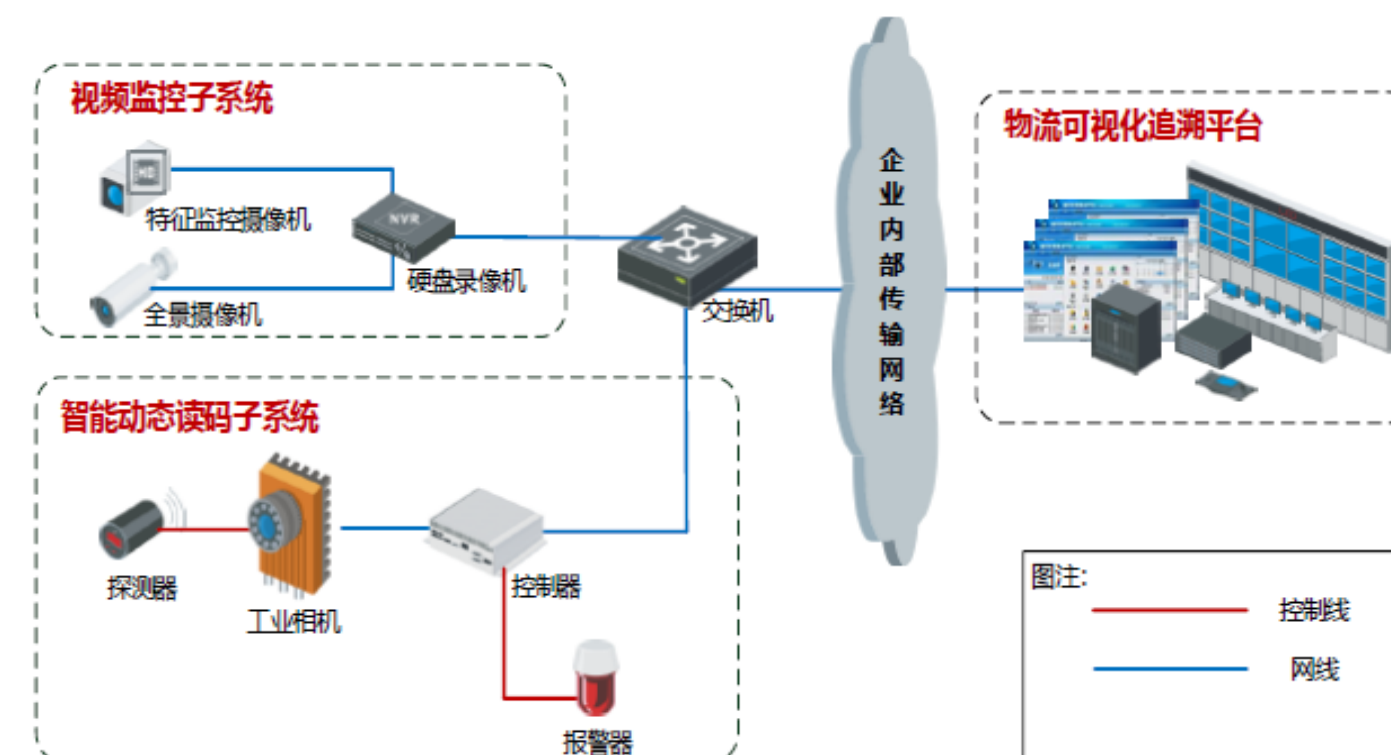 视频监控子系统
HD
特征监控摄像机
NVR
硬盘录像机
全景摄像机
交换机
企业内部传输网络
物流可视化追溯平台
智能动态读码子系统
探测器
工业相机
控制器
报警器
图注:
控制线
网线